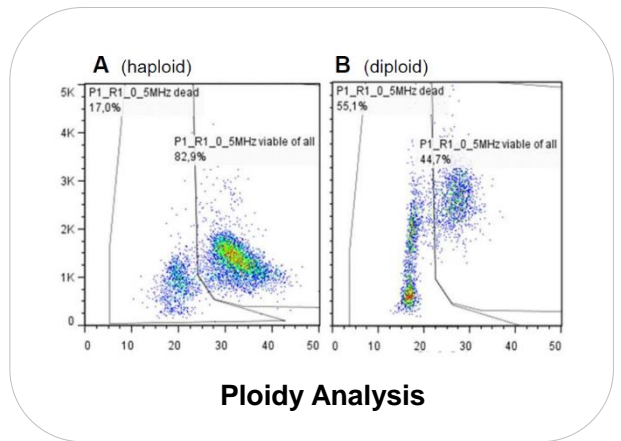 A (haploid)
P1_R1_0_5MHz dead
17,0%
P1_R1_0_5MHz viable of all
82,9%
5K
4K
3K
2K
1K
0
0 10 20 30 40 50
B (diploid)
P1_R1_0_5MHz dead
55,1%
P1_R1_0_5MHz viable of all
44,7%
0 10 20 30 40 50
Ploidy Analysis